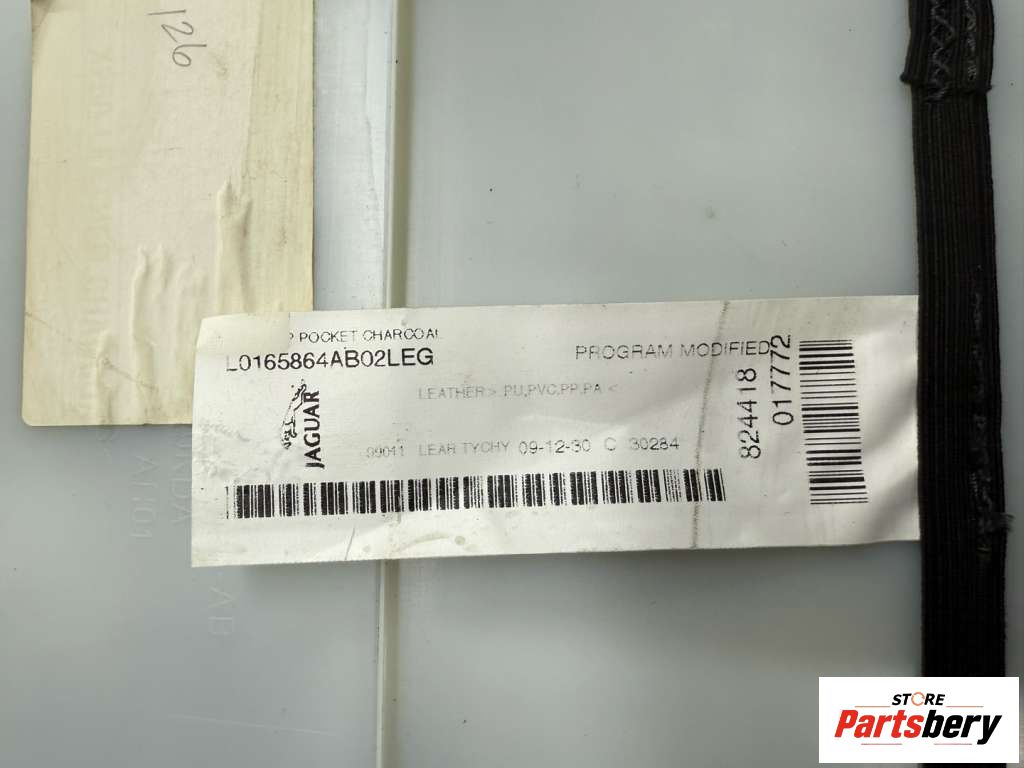 126
P POCKET CHARCOAL
L0165864AB02LEG
PROGRAM MODIFIED
LEATHER > PU,PVC,PP,PA <
JAGUAR
99041 LEAR TYCHY 09-12-30 C 30284
824418
017772
STORE
Partsbery